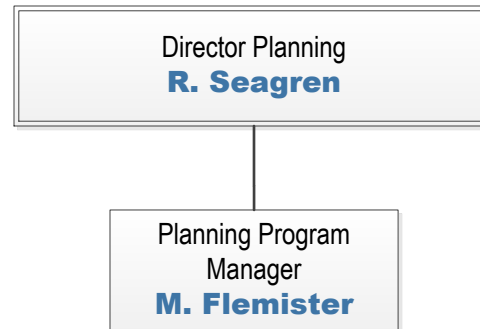 Director Planning
R. Seagren
Planning Program
Manager
M. Flemister